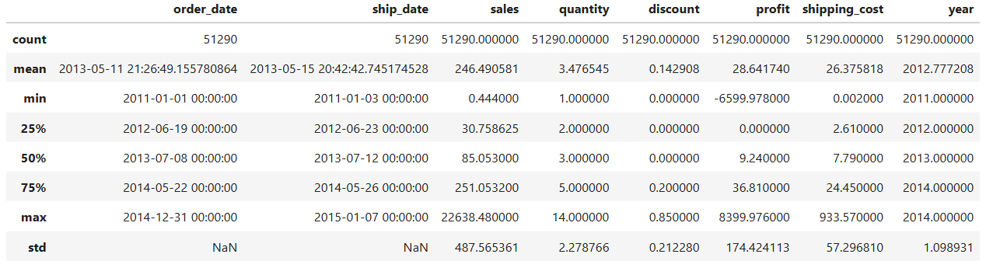 order_date ship_date sales quantity discount profit shipping_cost year
count 51290 51290 51290.000000 51290.000000 51290.000000 51290.000000 51290.000000 51290.000000
mean 2013-05-11 21:26:49.155780864 2013-05-15 20:42:42.745174528 246.490581 3.476545 0.142908 28.641740 26.375818 2012.777208
min 2011-01-01 00:00:00 2011-01-03 00:00:00 0.444000 1.000000 0.000000 -6599.978000 0.002000 2011.000000
25% 2012-06-19 00:00:00 2012-06-23 00:00:00 30.758625 2.000000 0.000000 0.000000 2.610000 2012.000000
50% 2013-07-08 00:00:00 2013-07-12 00:00:00 85.053000 3.000000 0.000000 9.240000 7.790000 2013.000000
75% 2014-05-22 00:00:00 2014-05-26 00:00:00 251.053200 5.000000 0.200000 36.810000 24.450000 2014.000000
max 2014-12-31 00:00:00 2015-01-07 00:00:00 22638.480000 14.000000 0.850000 8399.976000 933.570000 2014.000000
std NaN NaN 487.565361 2.278766 0.212280 174.424113 57.296810 1.098931